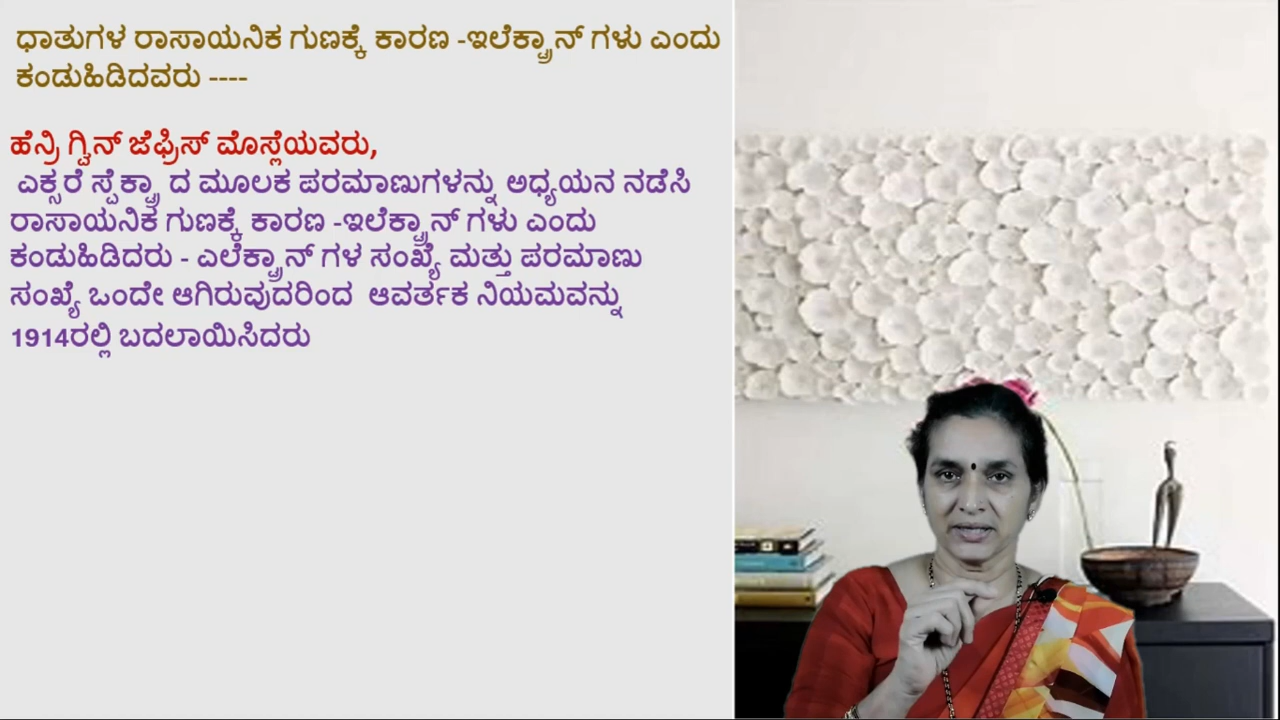 ಧಾತುಗಳ ರಾಸಾಯನಿಕ ಗುಣಕ್ಕೆ ಕಾರಣ -ಇಲೆಕ್ಟ್ರಾನ್ ಗಳು ಎಂದು
ಕಂಡುಹಿಡಿದವರು ----
ಹೆನ್ರಿ ಗ್ವಿನ್ ಜೆಫ್ರಿಸ್ ಮೊಸ್ಲೆಯವರು,
ಎಕ್ಸರೆ ಸ್ಪೆಕ್ಟ್ರಾ ದ ಮೂಲಕ ಪರಮಾಣುಗಳನ್ನು ಅಧ್ಯಯನ ನಡೆಸಿ
ರಾಸಾಯನಿಕ ಗುಣಕ್ಕೆ ಕಾರಣ -ಇಲೆಕ್ಟ್ರಾನ್ ಗಳು ಎಂದು
ಕಂಡುಹಿಡಿದರು - ಎಲೆಕ್ಟ್ರಾನ್ ಗಳ ಸಂಖ್ಯೆ ಮತ್ತು ಪರಮಾಣು
ಸಂಖ್ಯೆ ಒಂದೇ ಆಗಿರುವುದರಿಂದ ಆವರ್ತಕ ನಿಯಮವನ್ನು
1914ರಲ್ಲಿ ಬದಲಾಯಿಸಿದರು